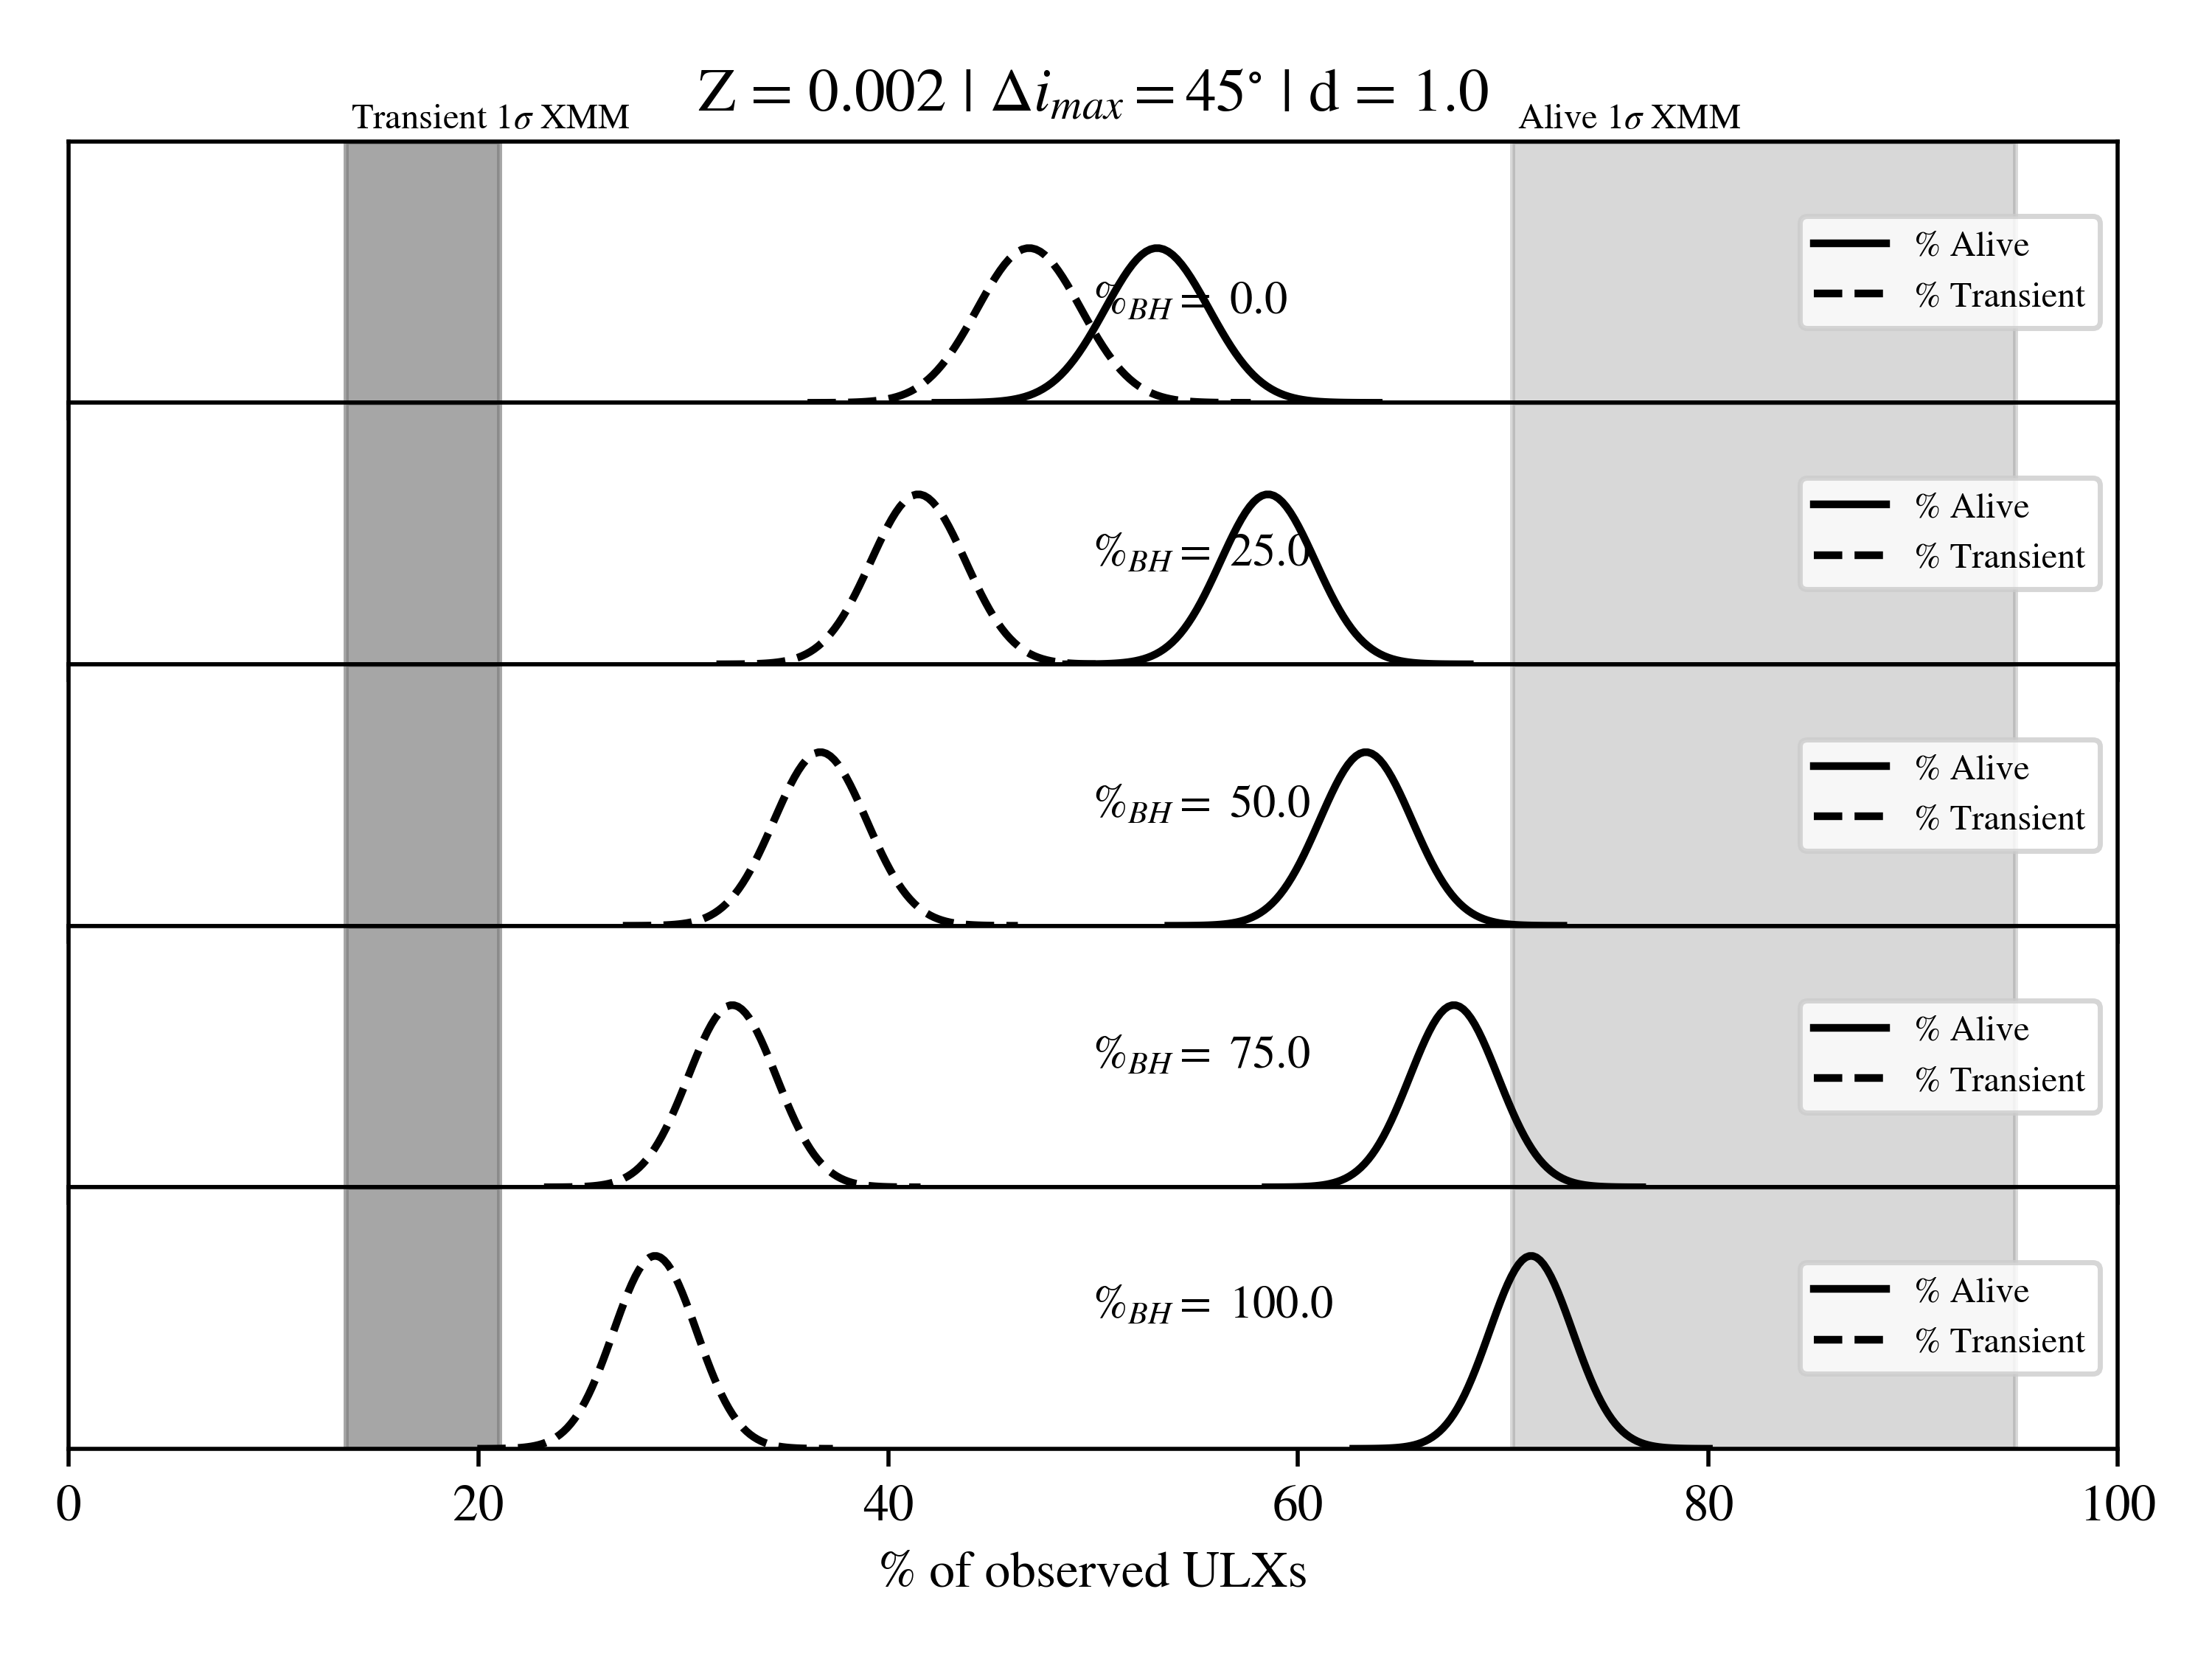 Z = 0.002 | Δi_max = 45° | d = 1.0
Transient 1σ XMM
Alive 1σ XMM
%_BH = 0.0
% Alive
% Transient
%_BH = 25.0
% Alive
% Transient
%_BH = 50.0
% Alive
% Transient
%_BH = 75.0
% Alive
% Transient
%_BH = 100.0
% Alive
% Transient
0 20 40 60 80 100
% of observed ULXs